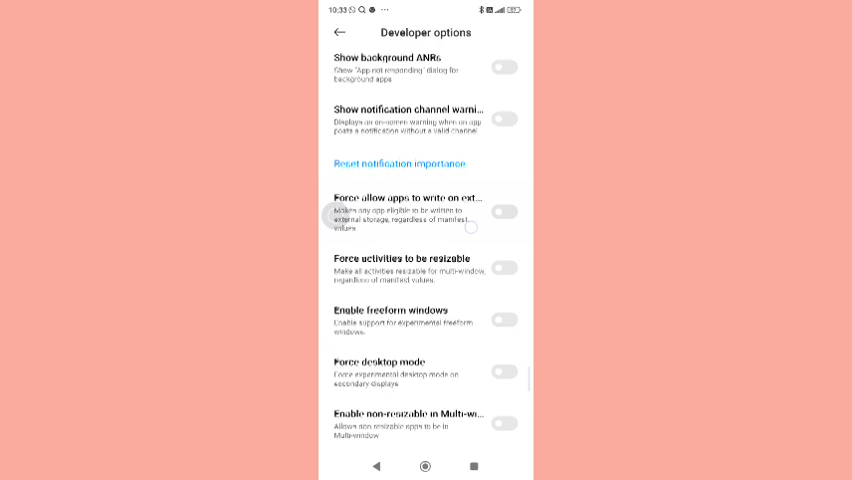 10:33
Developer options
Show background ANRs
Show "App not responding" dialog for
background apps
Show notification channel warni...
Displays an on-screen warning when an app
posts a notification without a valid channel
Reset notification importance
Force allow apps to write on ext...
Makes any app eligible to be written to
external storage, regardless of manifest
values
Force activities to be resizable
Make all activities resizable for multi-window,
regardless of manifest values.
Enable freeform windows
Enable support for experimental freeform
windows.
Force desktop mode
Force experimental desktop mode on
secondary displays
Enable non-resizable in Multi-wi...
Allows non resizable apps to be in
Multi-window